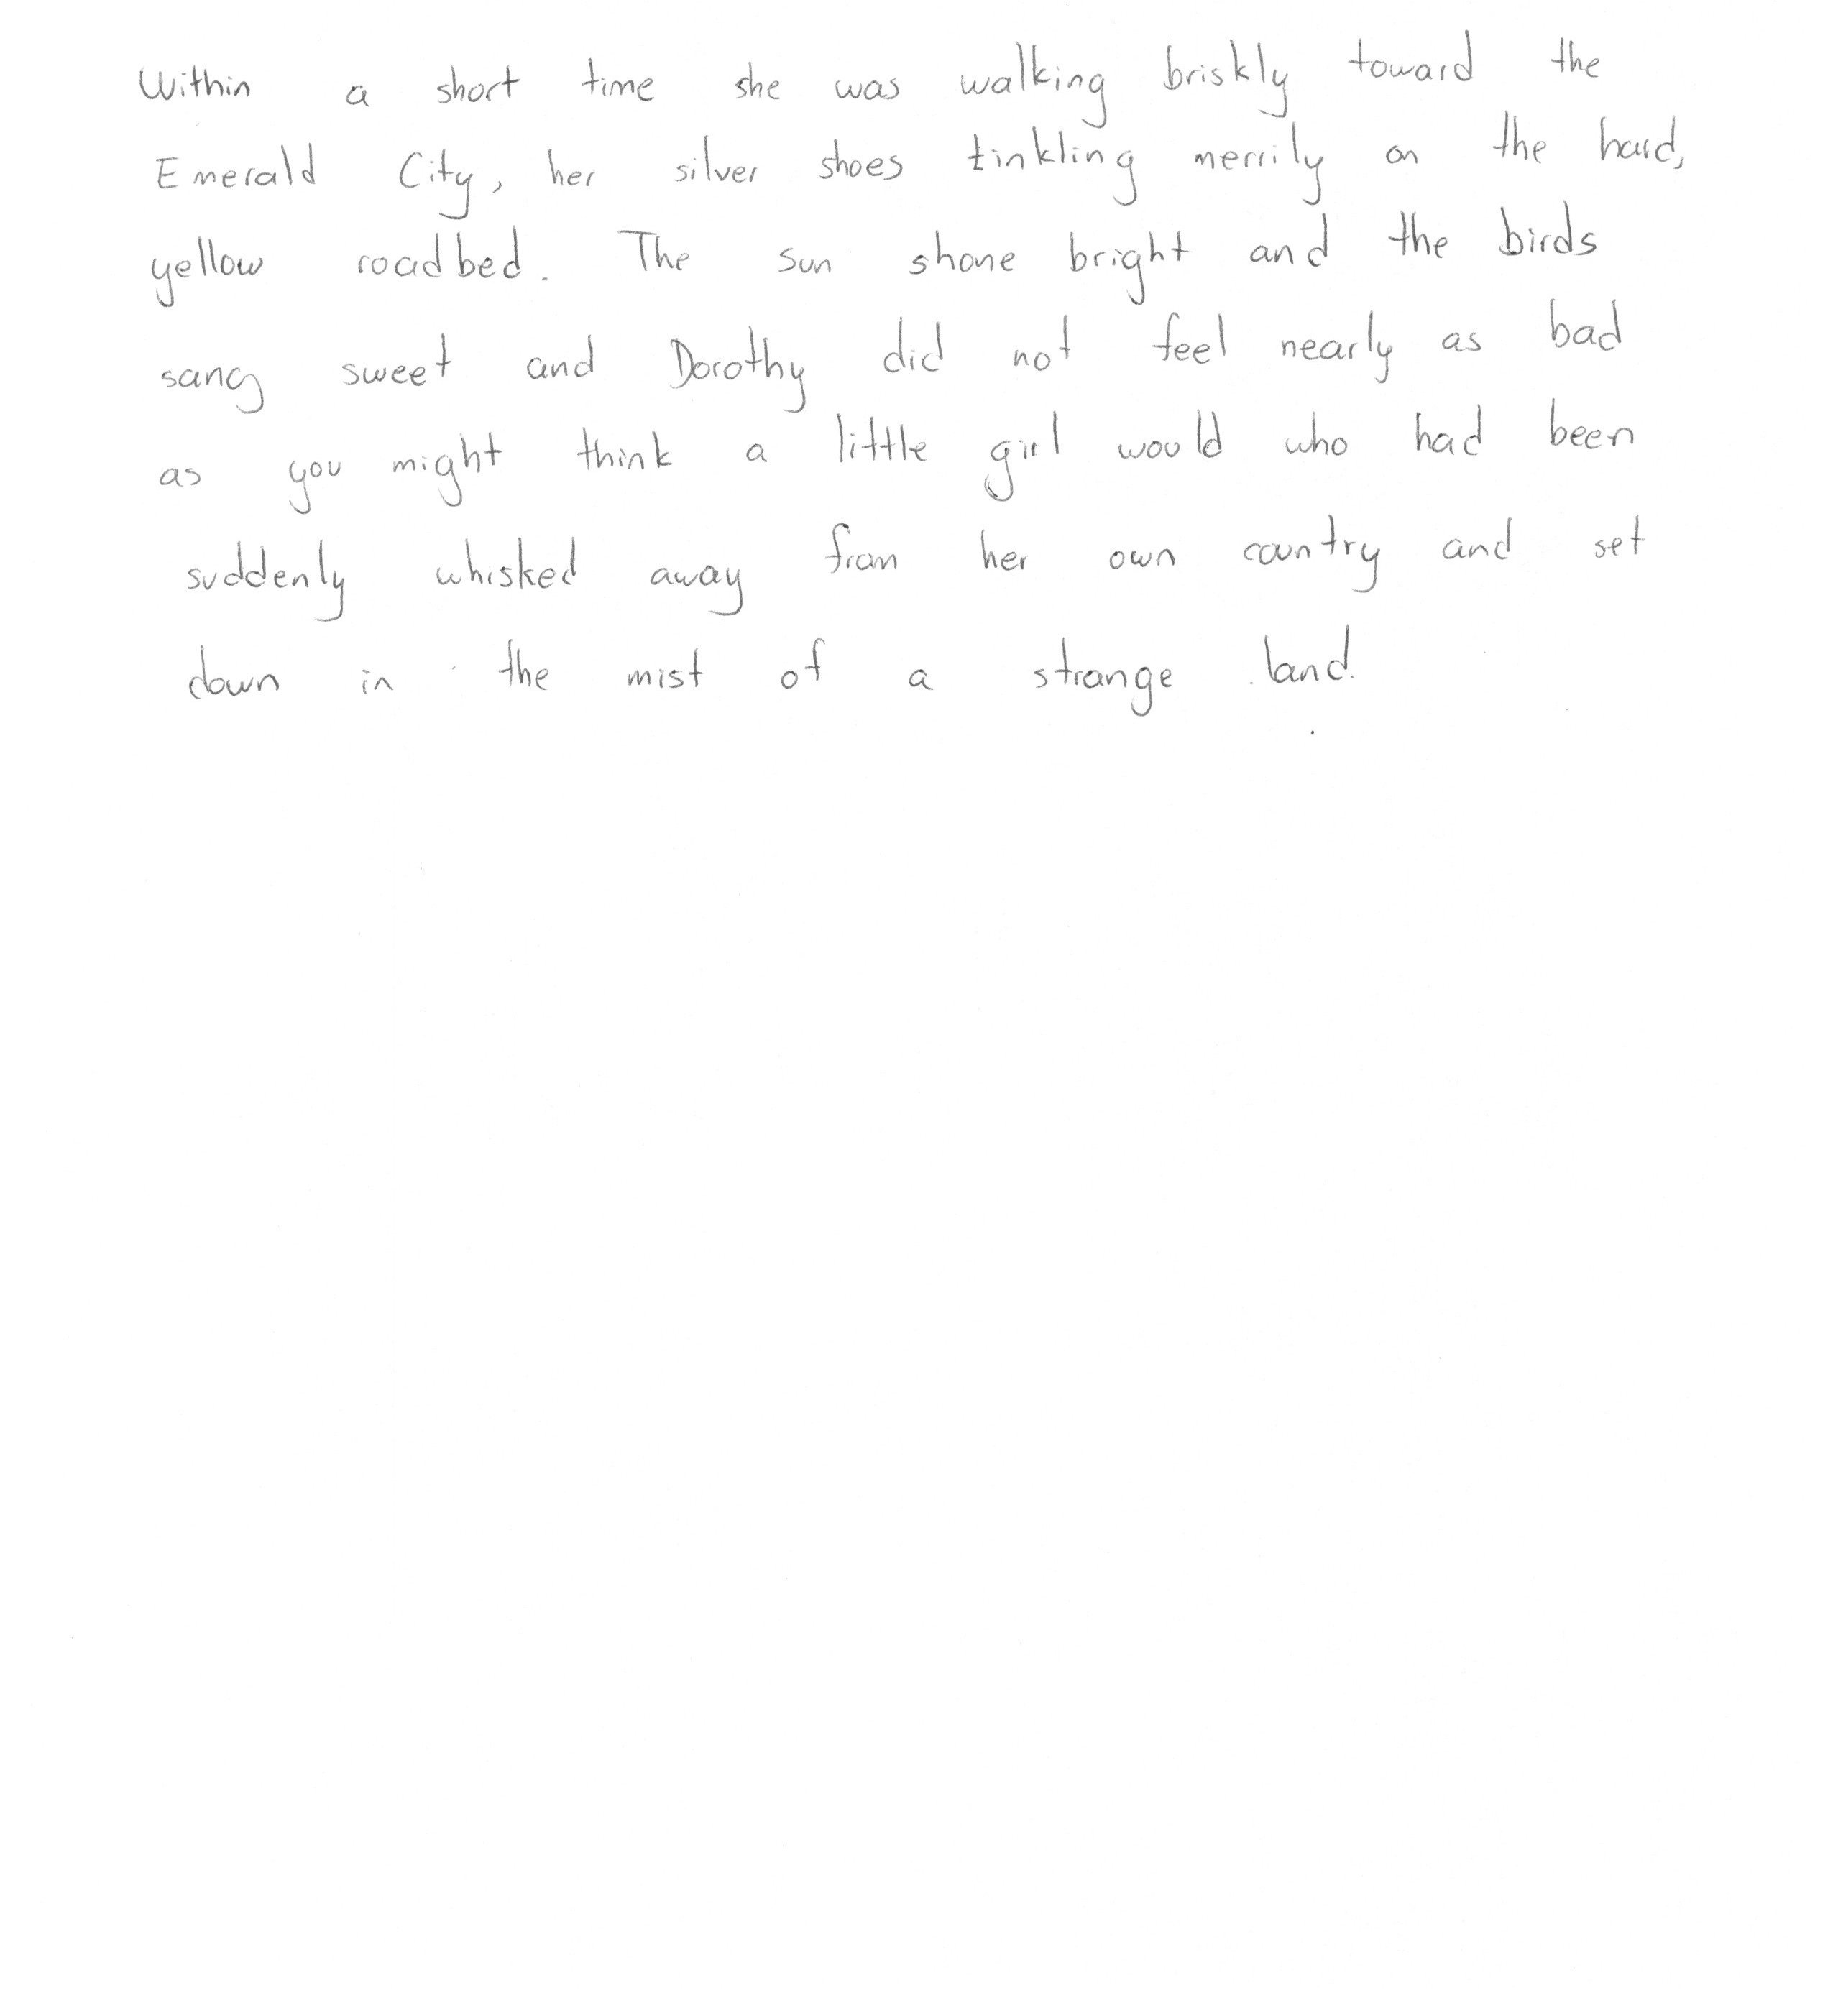 Within a short time she was walking briskly toward the
Emerald City, her silver shoes tinkling merrily on the hard,
yellow roadbed. The sun shone bright and the birds
sang sweet and Dorothy did not feel nearly as bad
as you might think a little girl would who had been
suddenly whisked away from her own country and set
down in the mist of a strange land.